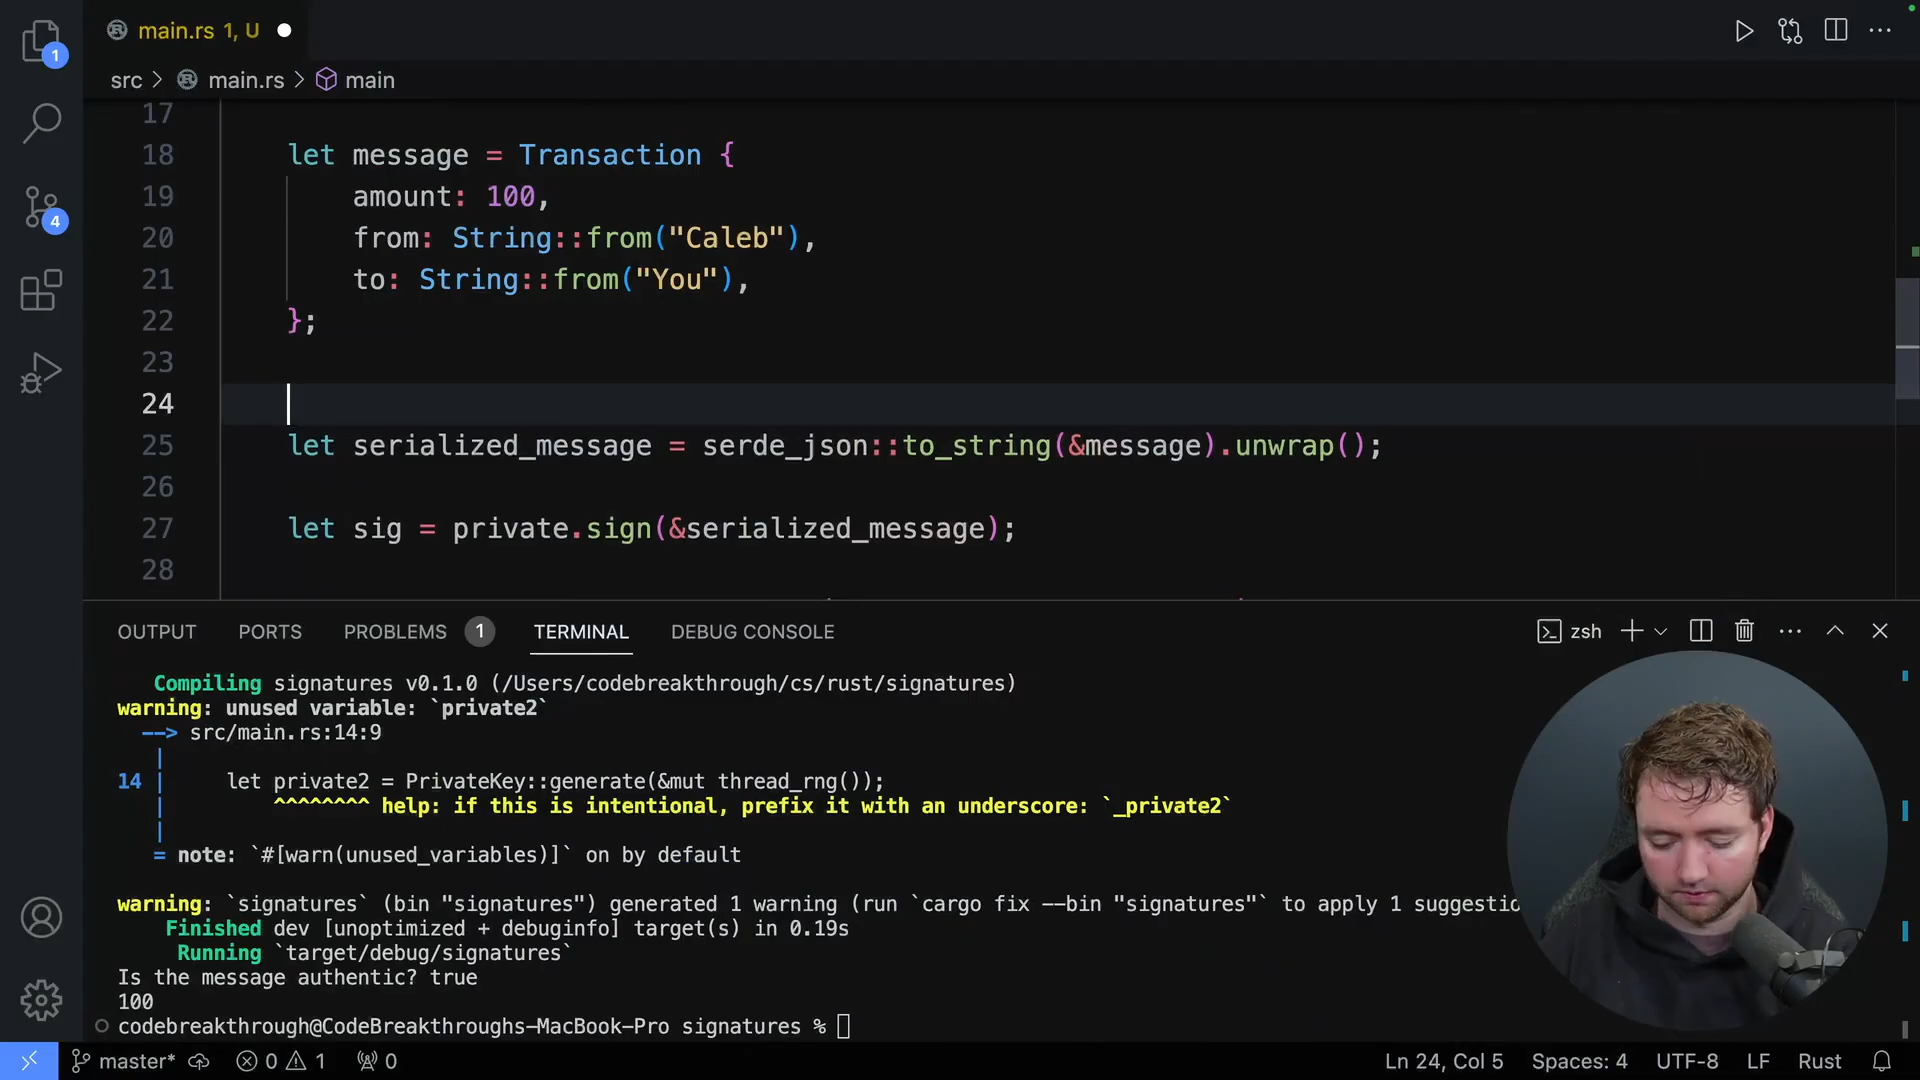 main.rs 1, U
src > main.rs > main
1
4
17
18 let message = Transaction {
19 amount: 100,
20 from: String::from("Caleb"),
21 to: String::from("You"),
22 };
23
24
25 let serialized_message = serde_json::to_string(&message).unwrap();
26
27 let sig = private.sign(&serialized_message);
28
OUTPUT PORTS PROBLEMS 1 TERMINAL DEBUG CONSOLE zsh
Compiling signatures v0.1.0 (/Users/codebreakthrough/cs/rust/signatures)
warning: unused variable: `private2`
--> src/main.rs:14:9
|
14 | let private2 = PrivateKey::generate(&mut thread_rng());
| ^^^^^^^^ help: if this is intentional, prefix it with an underscore: `_private2`
|
= note: `#[warn(unused_variables)]` on by default
warning: `signatures` (bin "signatures") generated 1 warning (run `cargo fix --bin "signatures"` to apply 1 suggestio
Finished dev [unoptimized + debuginfo] target(s) in 0.19s
Running `target/debug/signatures`
Is the message authentic? true
100
codebreakthrough@CodeBreakthroughs-MacBook-Pro signatures %
master* 0 1 0 Ln 24, Col 5 Spaces: 4 UTF-8 LF Rust